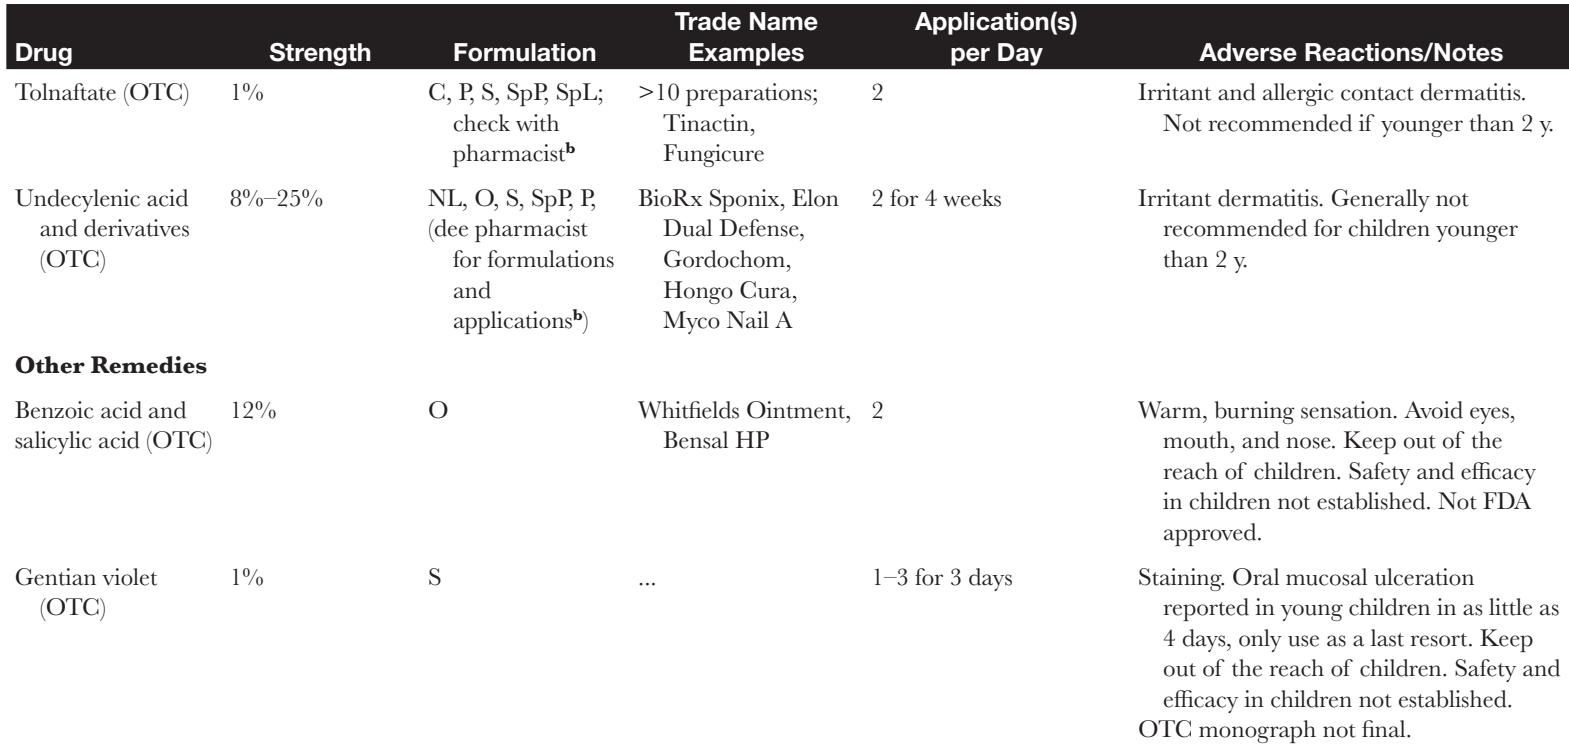 Drug Strength Formulation Trade Name Examples Application(s) per Day Adverse Reactions/Notes
Tolnaftate (OTC) 1% C, P, S, SpP, SpL; >10 preparations; 2 Irritant and allergic contact dermatitis.
check with Tinactin, Not recommended if younger than 2 y.
pharmacistb Fungicure
Undecylenic acid 8%–25% NL, O, S, SpP, P, BioRx Sponix, Elon 2 for 4 weeks Irritant dermatitis. Generally not
and derivatives (dee pharmacist Dual Defense, recommended for children younger
(OTC) for formulations Gordochom, than 2 y.
and Hongo Cura,
applicationsb) Myco Nail A
Other Remedies
Benzoic acid and 12% O Whitfields Ointment, 2 Warm, burning sensation. Avoid eyes,
salicylic acid (OTC) Bensal HP mouth, and nose. Keep out of the
reach of children. Safety and efficacy
in children not established. Not FDA
approved.
Gentian violet 1% S ... 1–3 for 3 days Staining. Oral mucosal ulceration
(OTC) reported in young children in as little as
4 days, only use as a last resort. Keep
out of the reach of children. Safety and
efficacy in children not established.
OTC monograph not final.